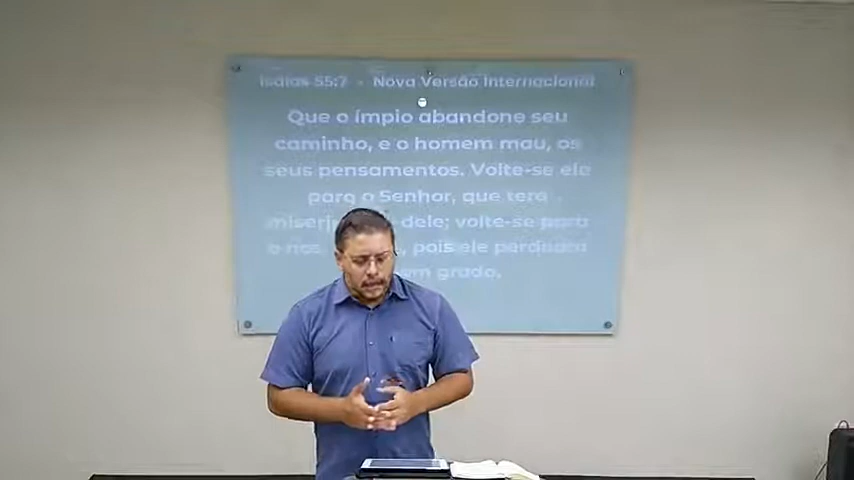 Isaías 55:7 - Nova Versão Internacional
Que o ímpio abandone seu
caminho, e o homem mau, os
seus pensamentos. Volte-se ele
para o Senhor, que terá
dele; volte-se para
o nos pois ele perdoará
grado.